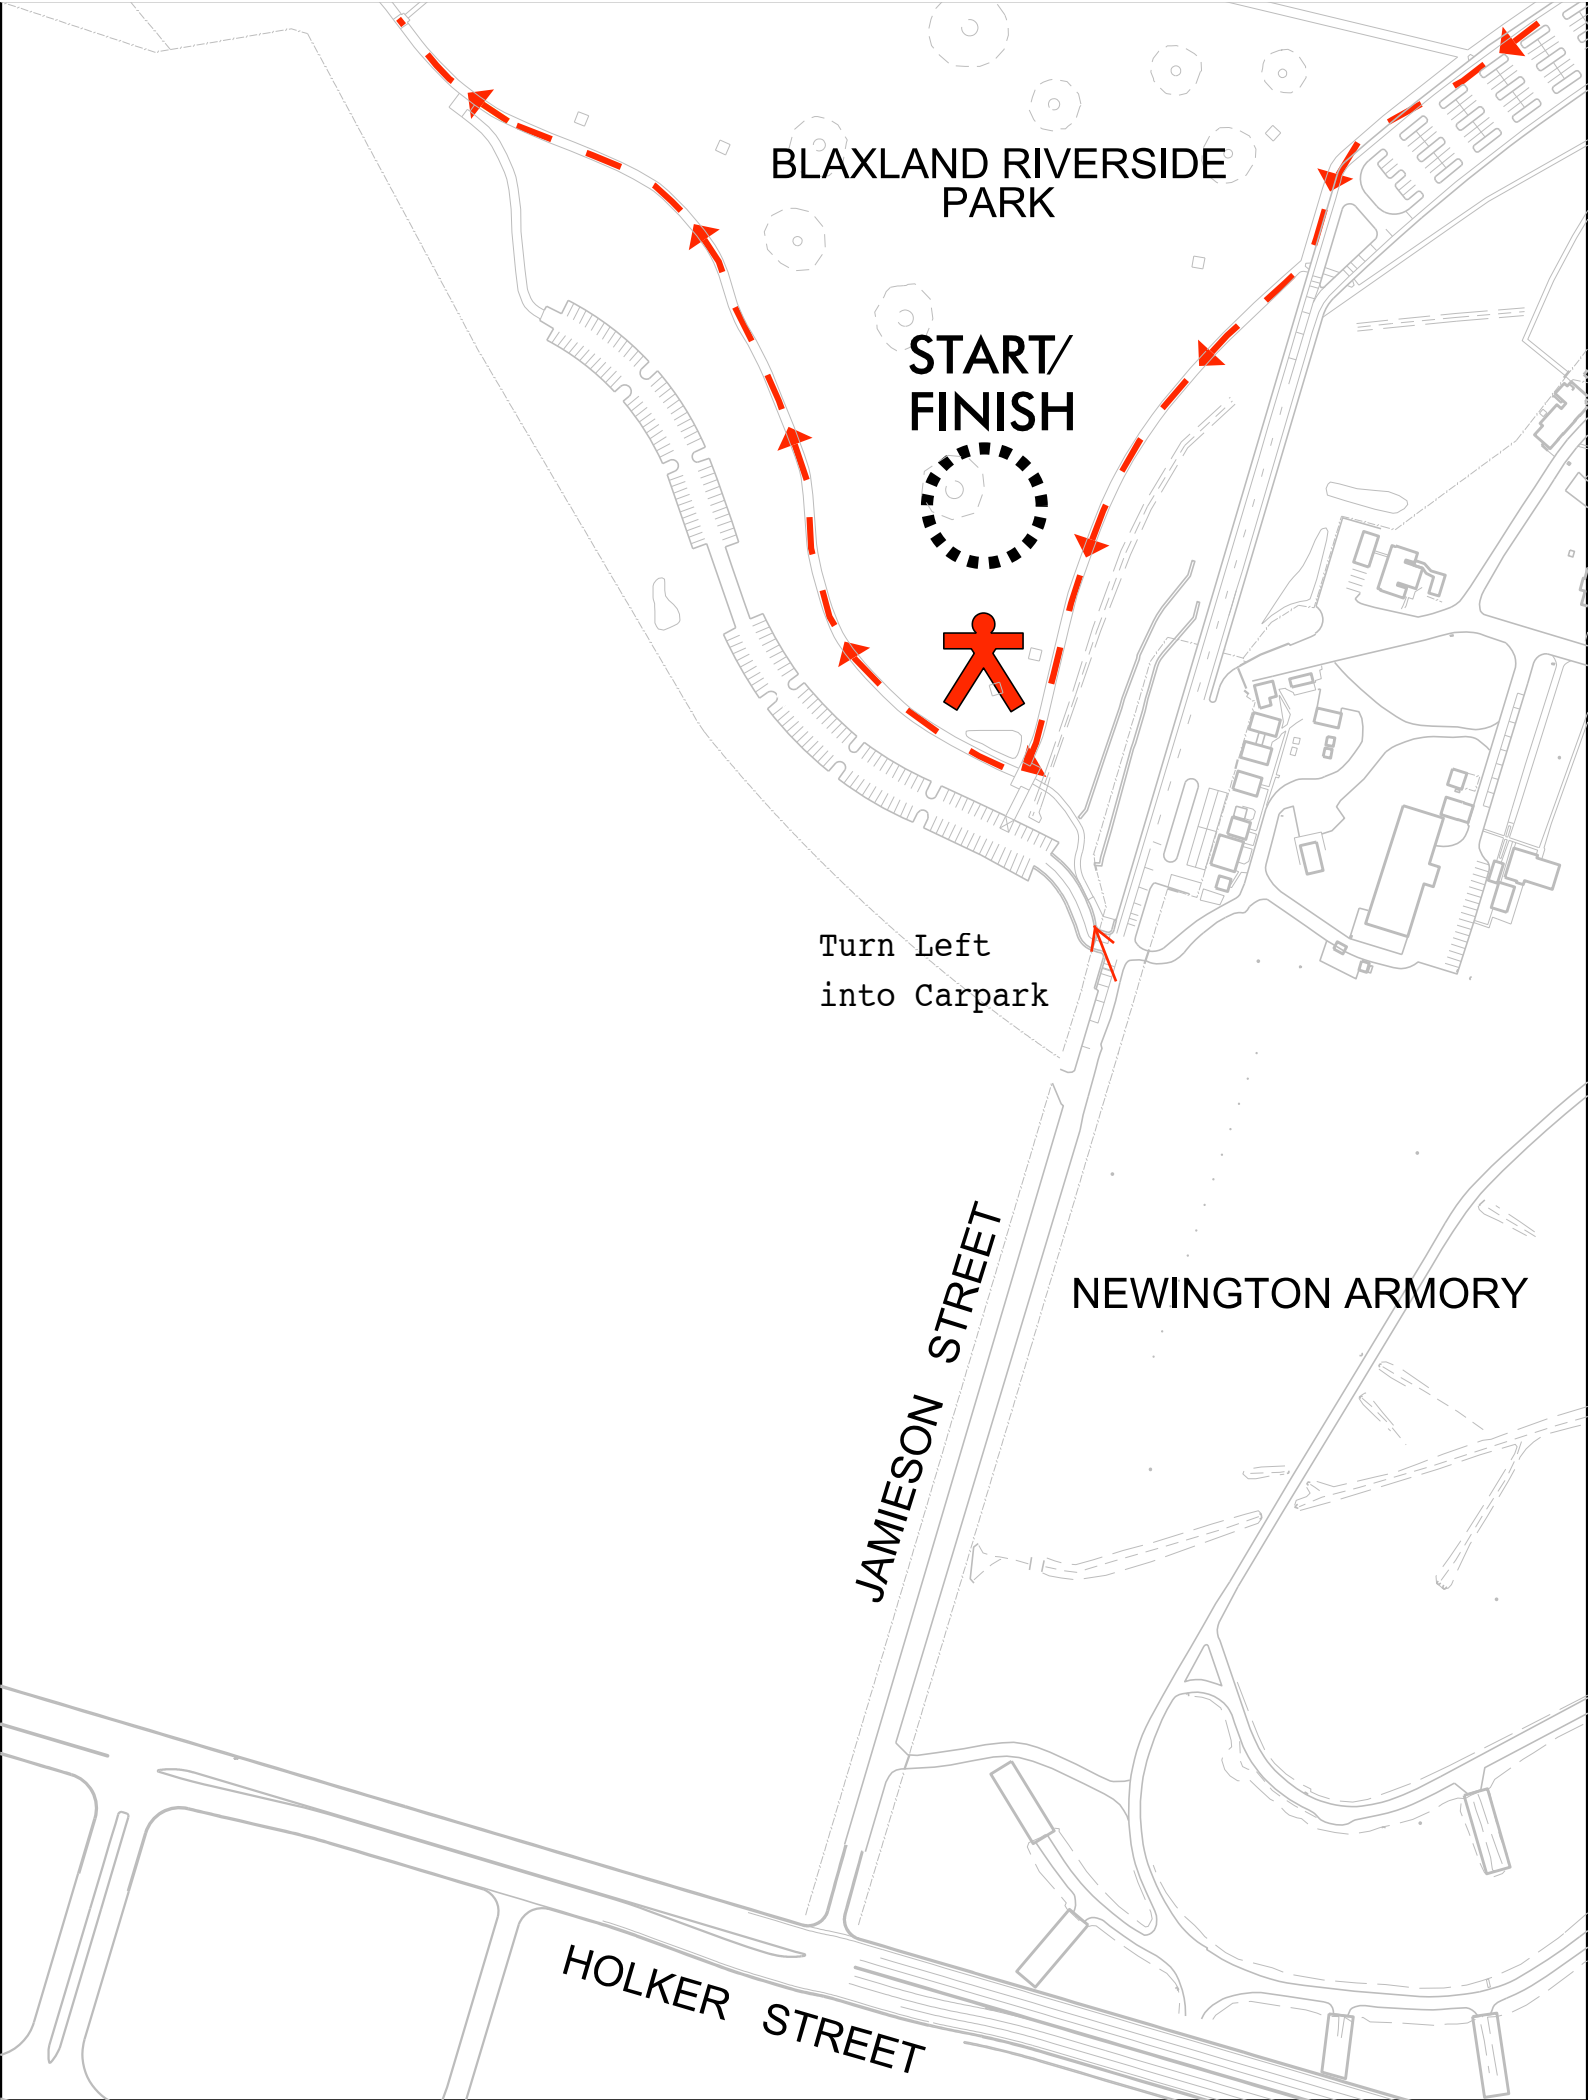 BLAXLAND RIVERSIDE
PARK
START/
FINISH
Turn Left
into Carpark
JAMIESON STREET
NEWINGTON ARMORY
HOLKER STREET